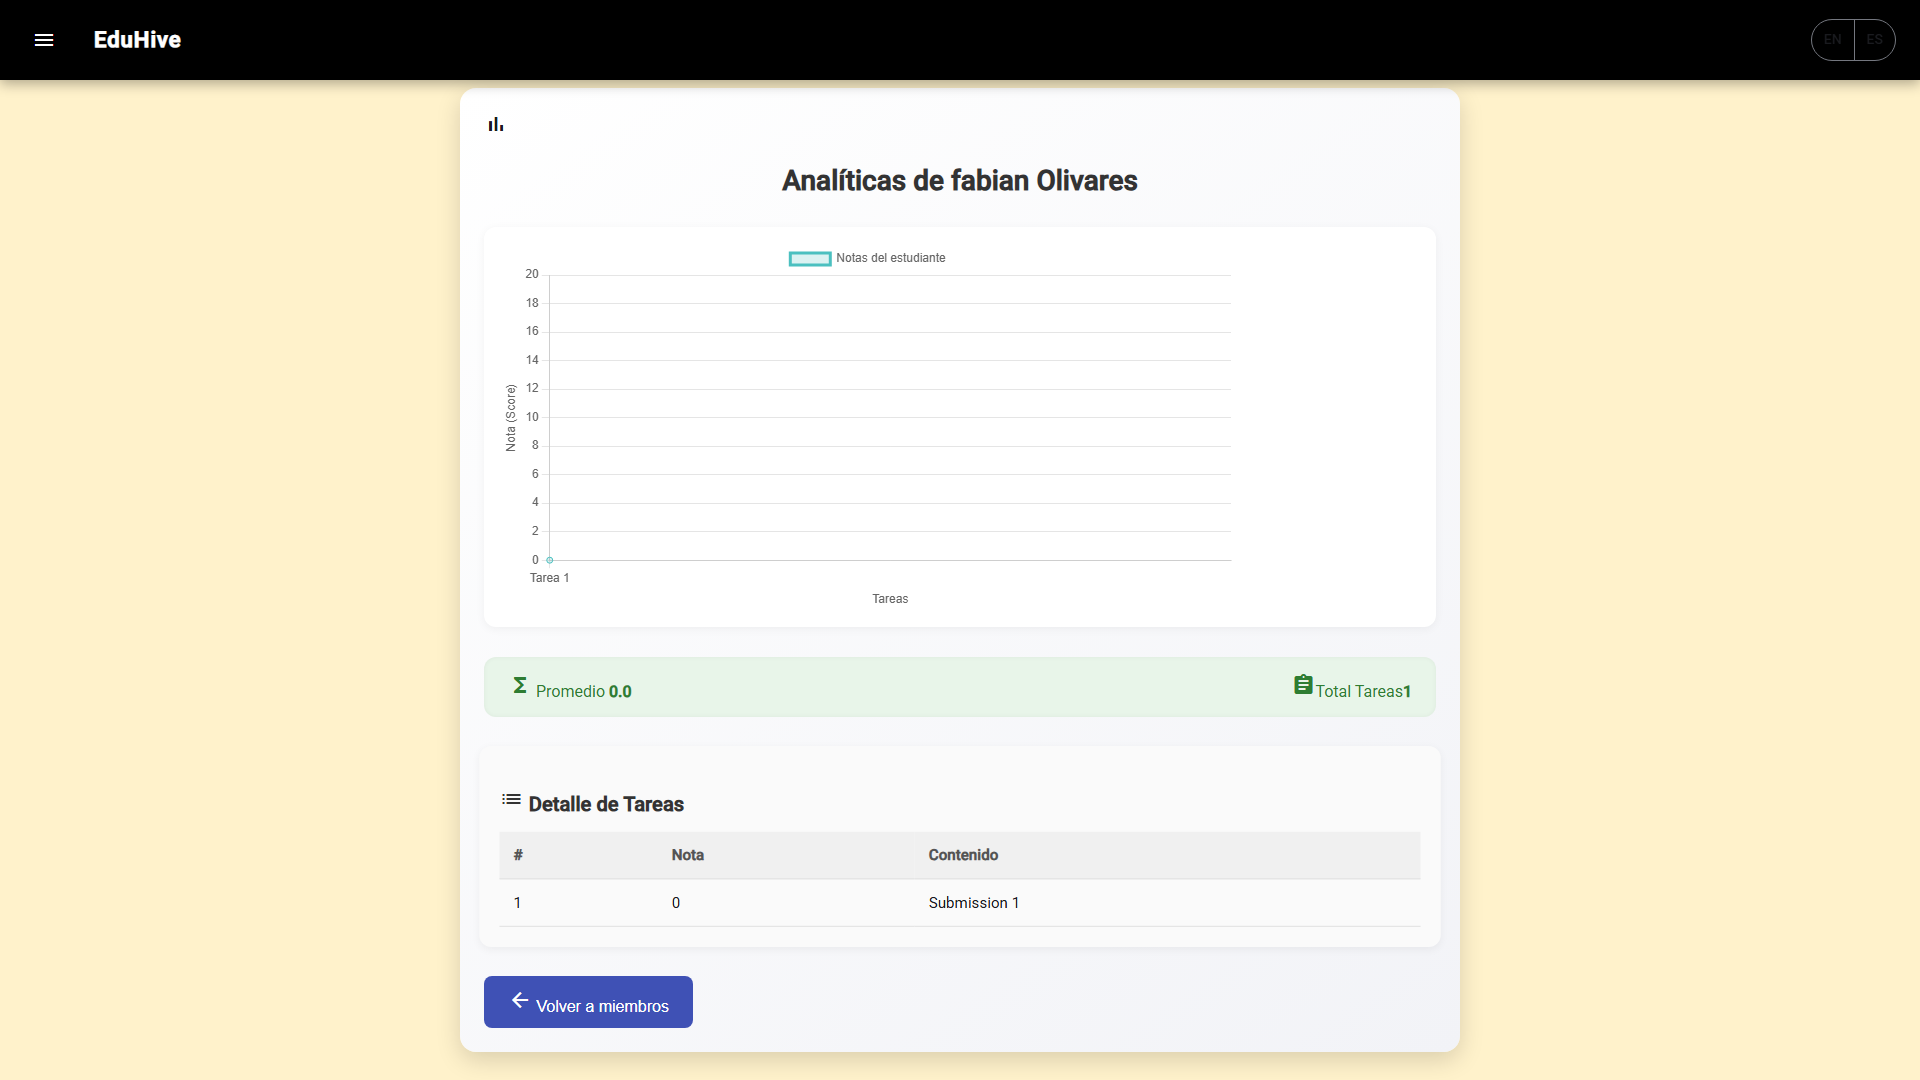 EduHive
EN ES
Analíticas de fabian Olivares
Notas del estudiante
20
18
16
14
12
10
8
6
4
2
0
Nota (Score)
Tarea 1
Tareas
Promedio 0.0
Total Tareas1
Detalle de Tareas
# Nota Contenido
1 0 Submission 1
Volver a miembros